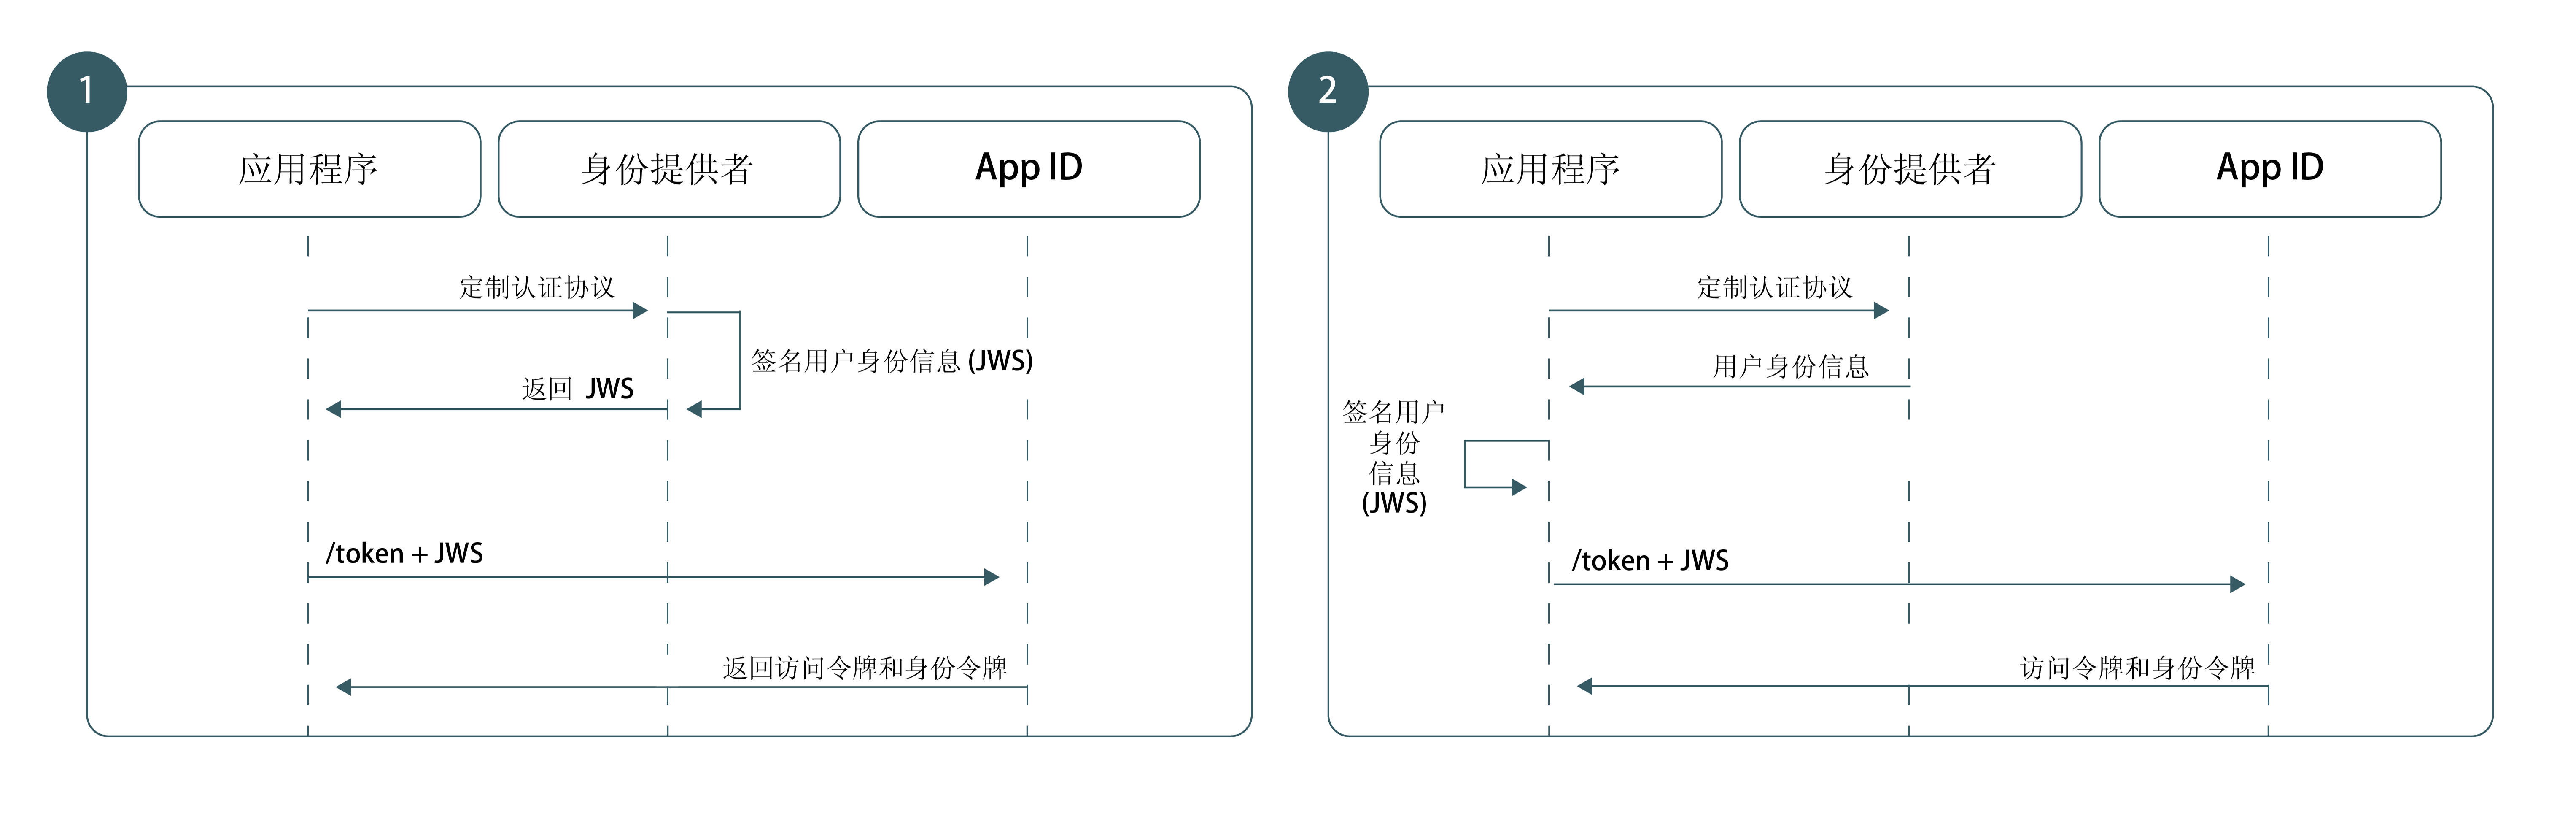 1
应用程序
身份提供者
App ID
定制认证协议
签名用户身份信息 (JWS)
返回 JWS
/token + JWS
返回访问令牌和身份令牌
2
应用程序
身份提供者
App ID
定制认证协议
用户身份信息
签名用户
身份
信息
(JWS)
/token + JWS
访问令牌和身份令牌